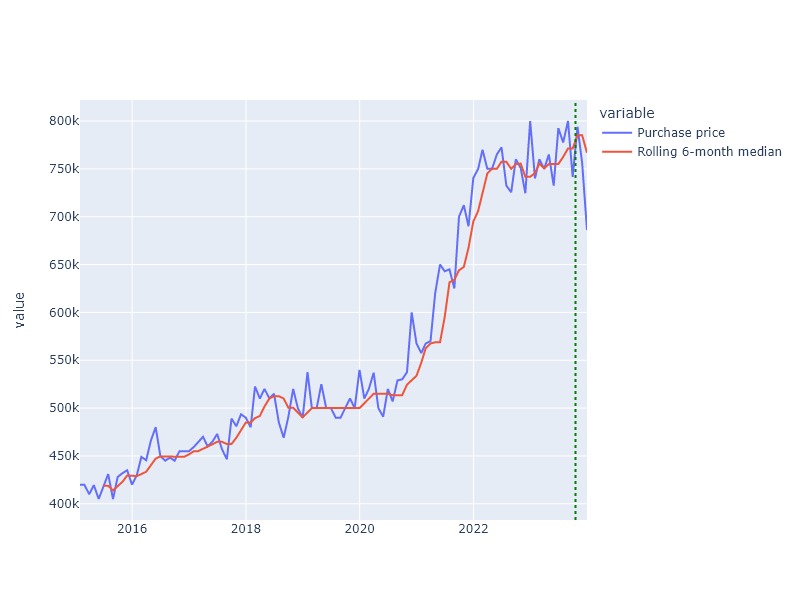 variable
Purchase price
Rolling 6-month median
800k
750k
700k
650k
600k
550k
500k
450k
400k
value
2016
2018
2020
2022